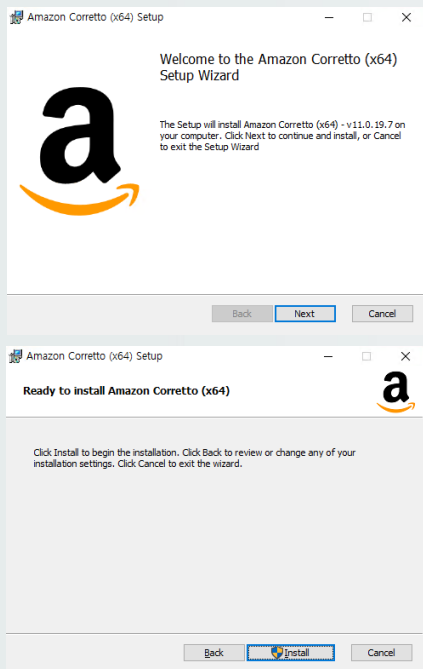 Amazon Corretto (x64) Setup
Welcome to the Amazon Corretto (x64)
Setup Wizard
The Setup will install Amazon Corretto (x64) - v11.0.19.7 on
your computer. Click Next to continue and install, or Cancel
to exit the Setup Wizard
Back Next Cancel
Amazon Corretto (x64) Setup
Ready to install Amazon Corretto (x64)
Click Install to begin the installation. Click Back to review or change any of your
installation settings. Click Cancel to exit the wizard.
Back Install Cancel